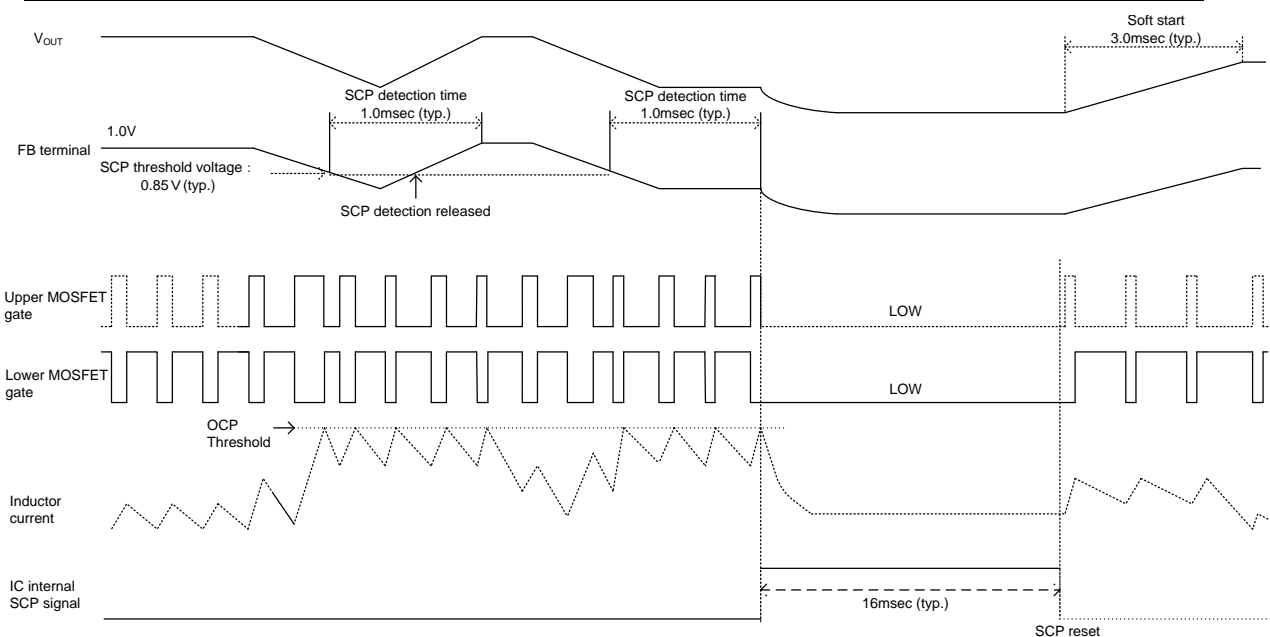 Soft start
3.0msec (typ.)
VOUT
SCP detection time
1.0msec (typ.)
SCP detection time
1.0msec (typ.)
1.0V
FB terminal
SCP threshold voltage :
0.85 V (typ.)
SCP detection released
Upper MOSFET
gate
LOW
Lower MOSFET
gate
LOW
OCP
Threshold
Inductor
current
IC internal
SCP signal
16msec (typ.)
SCP reset